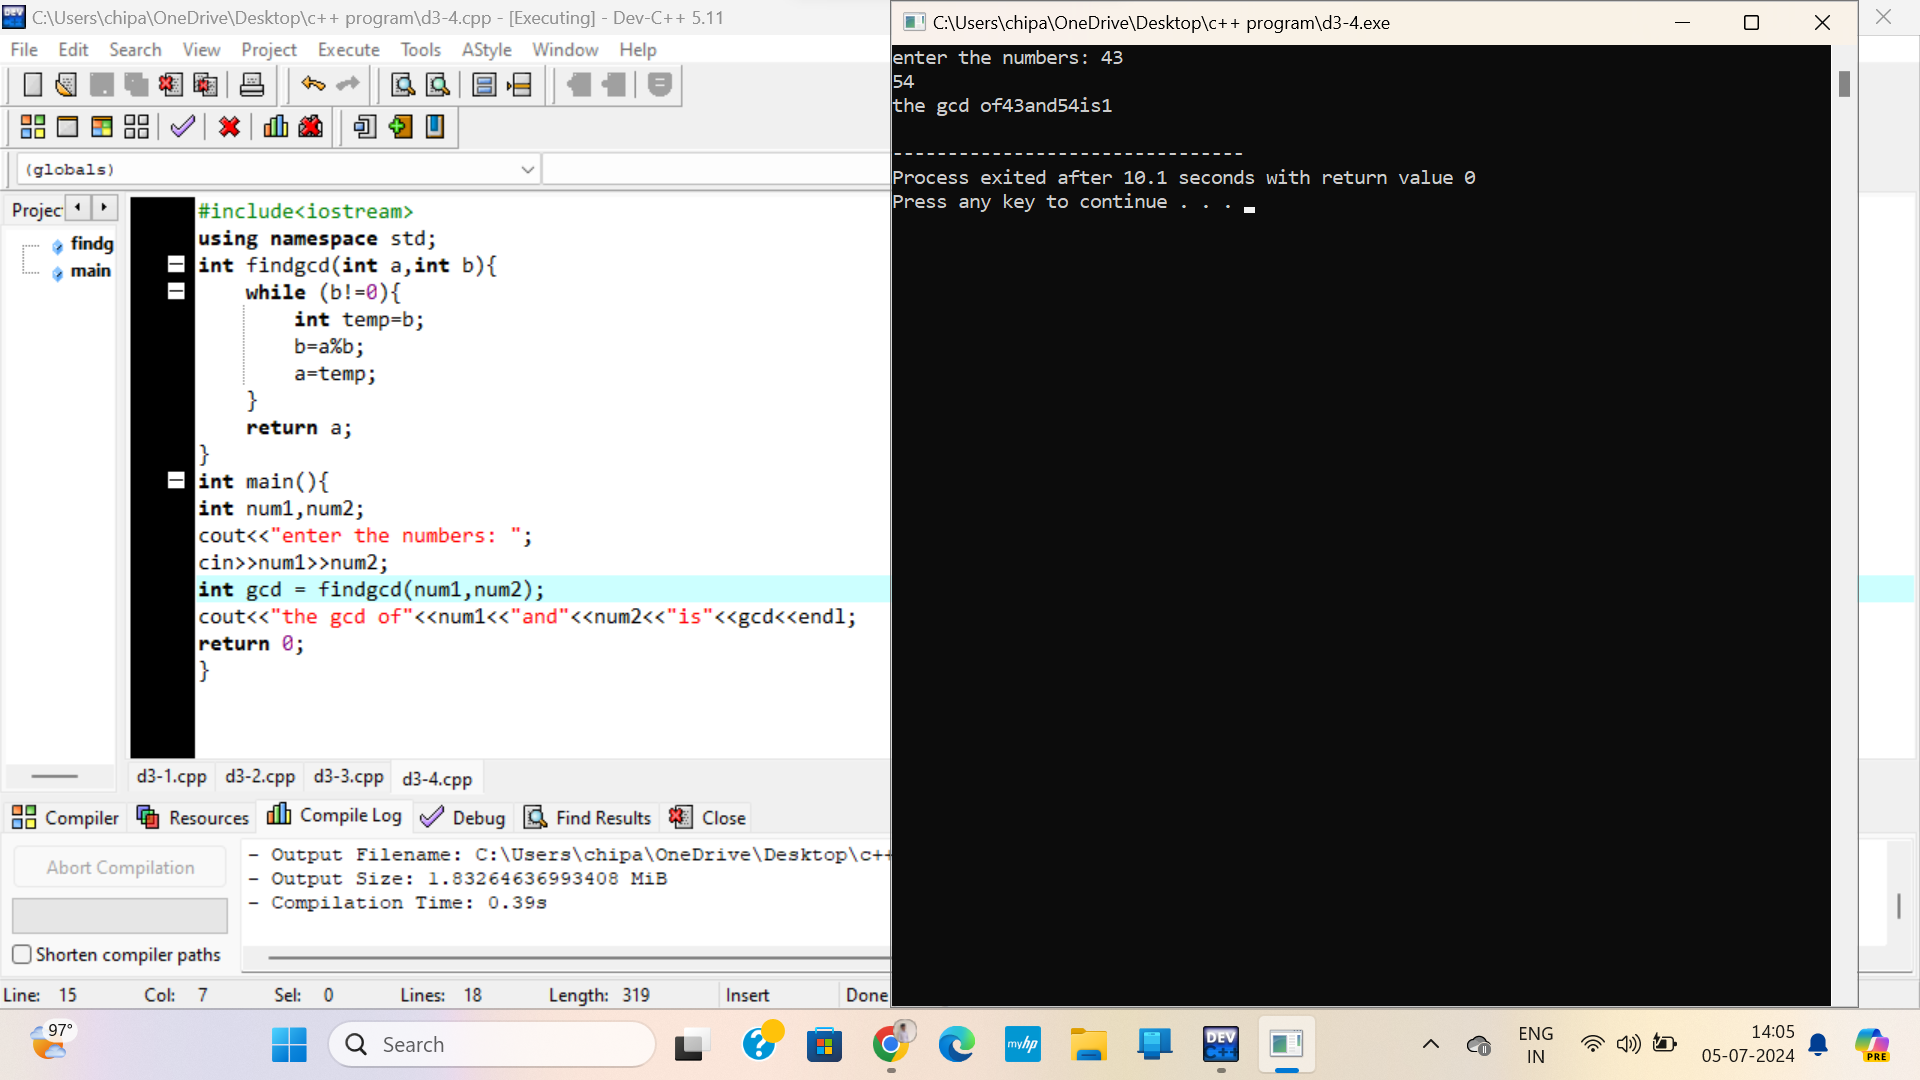 C:\Users\chipa\OneDrive\Desktop\c++ program\d3-4.cpp - [Executing] - Dev-C++ 5.11
File Edit Search View Project Execute Tools AStyle Window Help
(globals)
Projec
findg
main
#include<iostream>
using namespace std;
int findgcd(int a,int b){
while (b!=0){
int temp=b;
b=a%b;
a=temp;
}
return a;
}
int main(){
int num1,num2;
cout<<"enter the numbers: ";
cin>>num1>>num2;
int gcd = findgcd(num1,num2);
cout<<"the gcd of"<<num1<<"and"<<num2<<"is"<<gcd<<endl;
return 0;
}
d3-1.cpp d3-2.cpp d3-3.cpp d3-4.cpp
Compiler Resources Compile Log Debug Find Results Close
Abort Compilation
Shorten compiler paths
- Output Filename: C:\Users\chipa\OneDrive\Desktop\c++
- Output Size: 1.83264636993408 MiB
- Compilation Time: 0.39s
Line: 15 Col: 7 Sel: 0 Lines: 18 Length: 319 Insert Done
C:\Users\chipa\OneDrive\Desktop\c++ program\d3-4.exe
enter the numbers: 43
54
the gcd of43and54is1
--------------------------------
Process exited after 10.1 seconds with return value 0
Press any key to continue . . .
97°
Search
myhp
DEV
C++
ENG
IN
14:05
05-07-2024
PRE